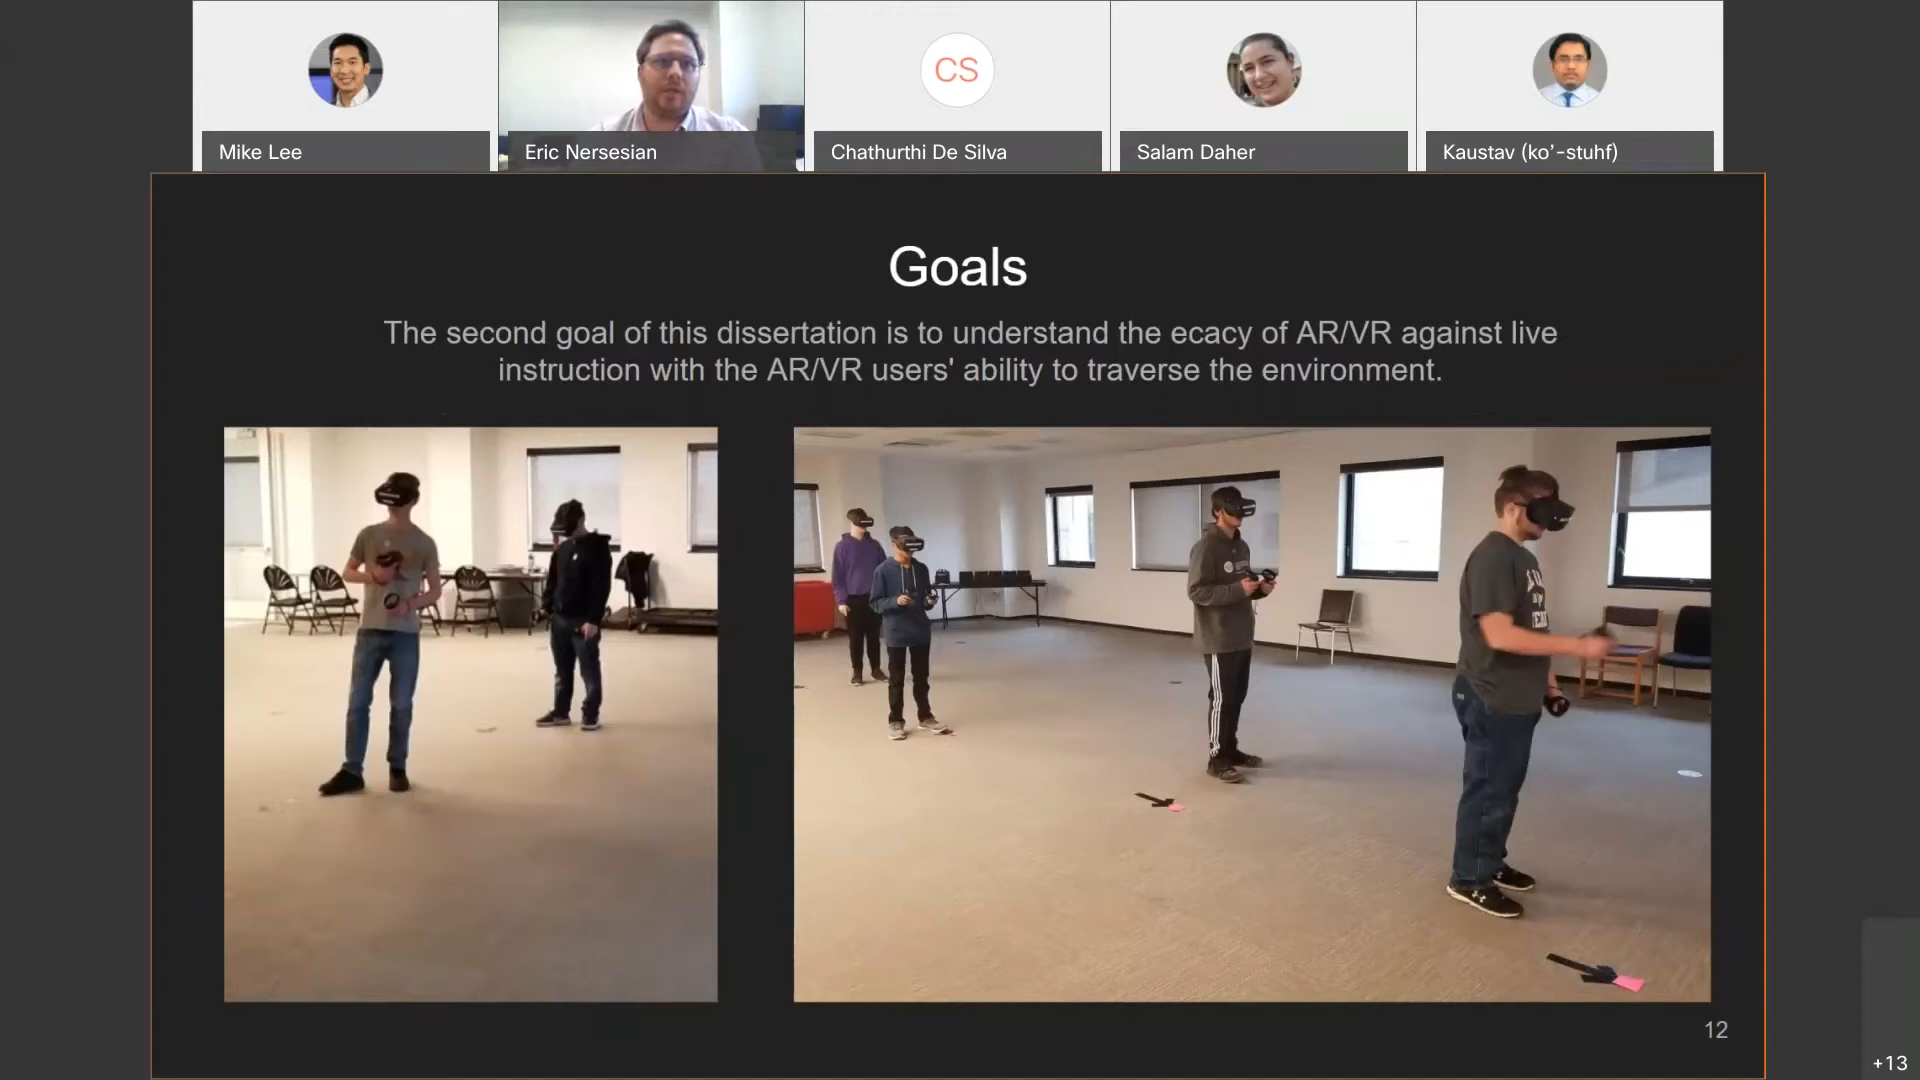 CS
Mike Lee
Eric Nersesian
Chathurthi De Silva
Salam Daher
Kaustav (ko'-stuhf)
Goals
The second goal of this dissertation is to understand the ecacy of AR/VR against live
instruction with the AR/VR users' ability to traverse the environment.
12
+13